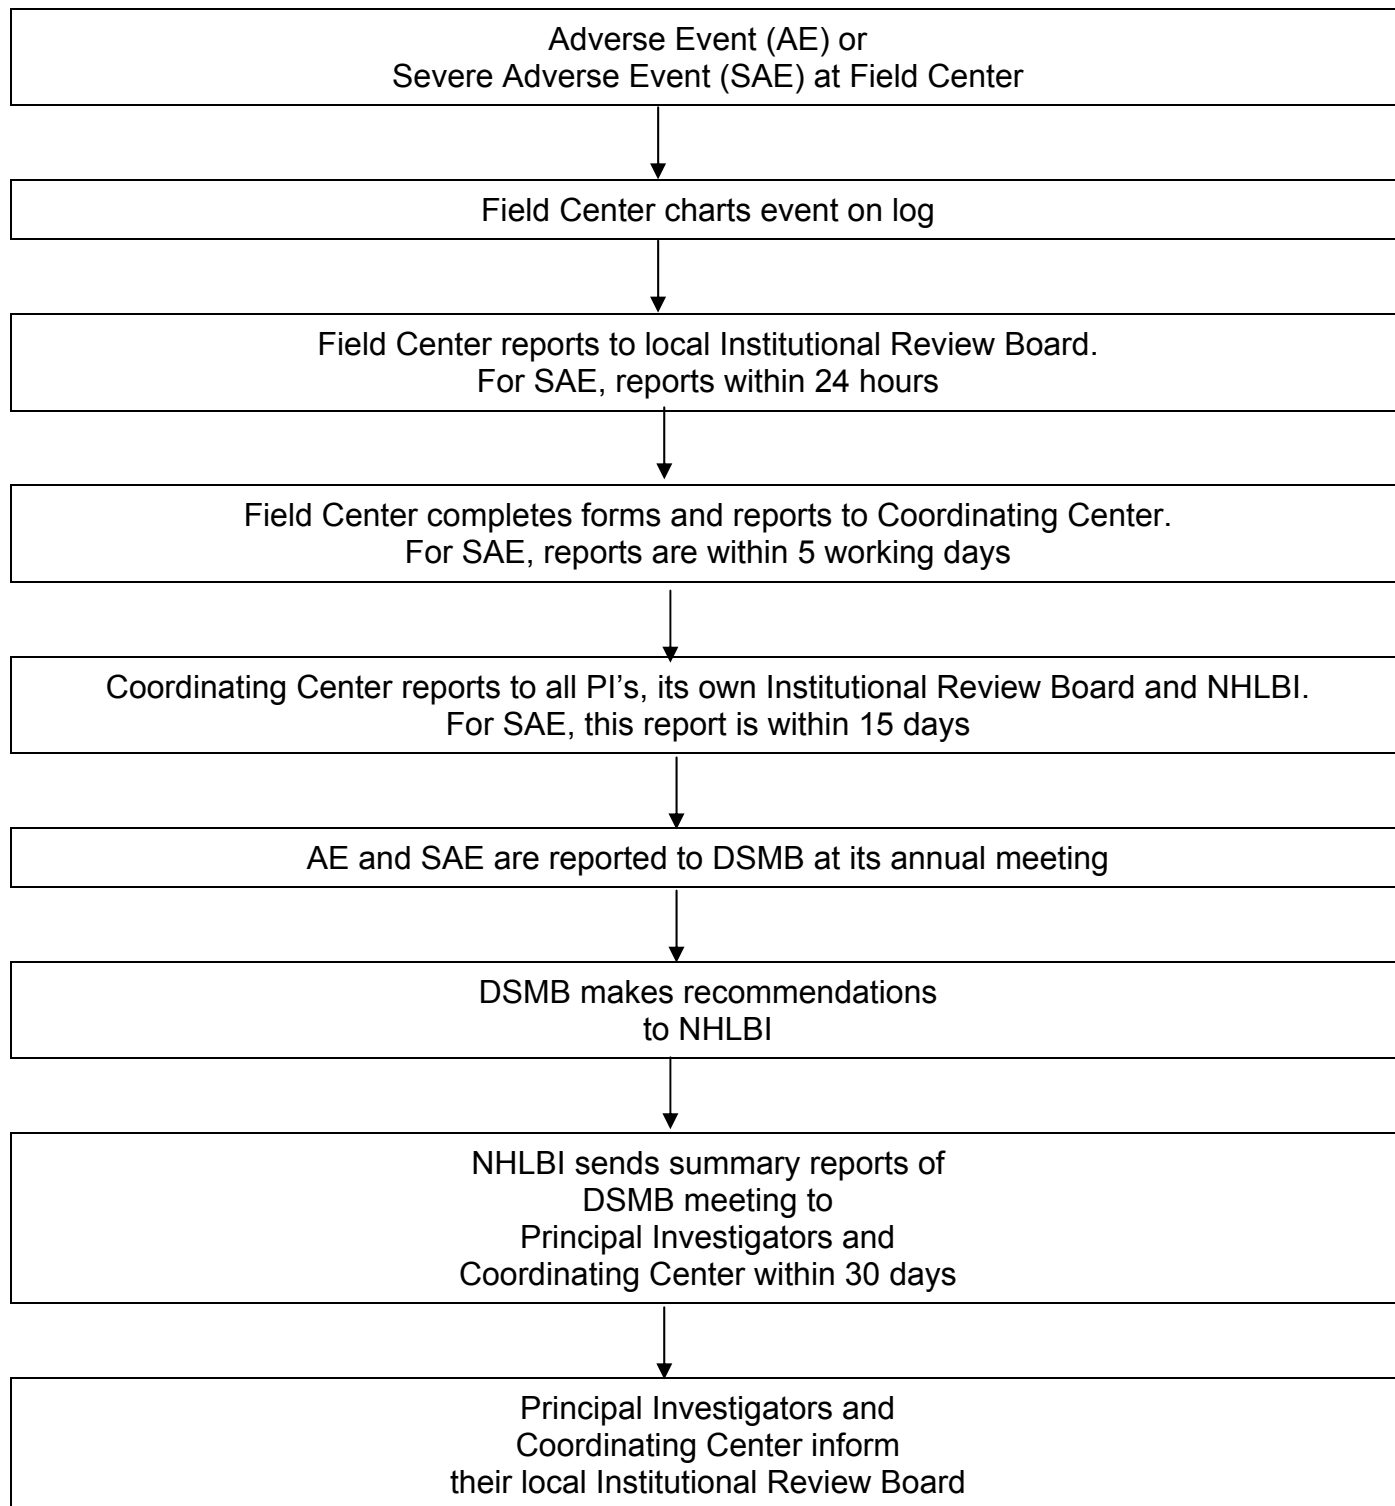 Adverse Event (AE) or
Severe Adverse Event (SAE) at Field Center
Field Center charts event on log
Field Center reports to local Institutional Review Board.
For SAE, reports within 24 hours
Field Center completes forms and reports to Coordinating Center.
For SAE, reports are within 5 working days
Coordinating Center reports to all PI's, its own Institutional Review Board and NHLBI.
For SAE, this report is within 15 days
AE and SAE are reported to DSMB at its annual meeting
DSMB makes recommendations
to NHLBI
NHLBI sends summary reports of
DSMB meeting to
Principal Investigators and
Coordinating Center within 30 days
Principal Investigators and
Coordinating Center inform
their local Institutional Review Board